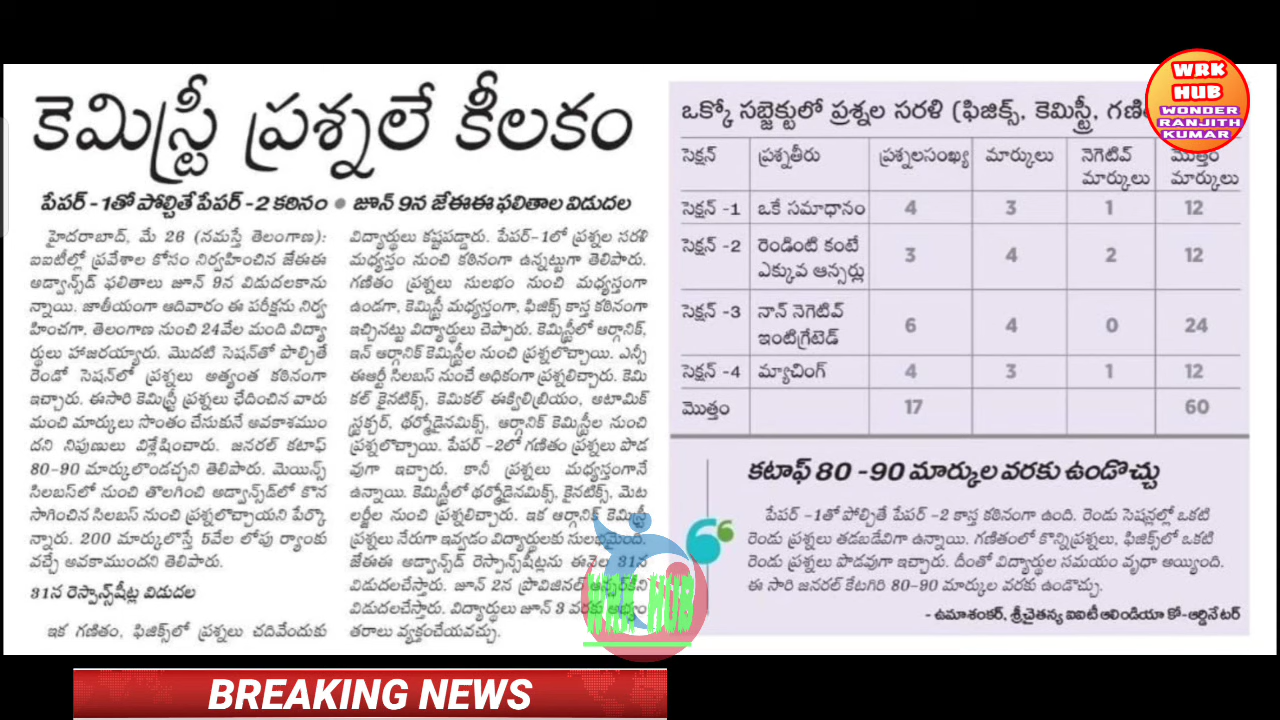 కెమిస్ట్రీ ప్రశ్నలే కీలకం
పేపర్ -1తో పోల్చితే పేపర్ -2 కఠినం ● జూన్ 9న జేఈఈ ఫలితాల విడుదల
హైదరాబాద్, మే 26 (నమస్తే తెలంగాణ):
ఐఐటీల్లో ప్రవేశాల కోసం నిర్వహించిన జేఈఈ
అడ్వాన్స్‌డ్ ఫలితాలు జూన్ 9న విడుదలకాను
న్నాయి. జాతీయంగా ఆదివారం ఈ పరీక్షను నిర్వ
హించగా, తెలంగాణ నుంచి 24వేల మంది విద్యా
ర్థులు హాజరయ్యారు. మొదటి సెషన్‌తో పోల్చితే
రెండో సెషన్‌లో ప్రశ్నలు అత్యంత కఠినంగా
ఇచ్చారు. ఈసారి కెమిస్ట్రీ ప్రశ్నలు ఛేదించిన వారు
మంచి మార్కులు సొంతం చేసుకునే అవకాశముం
దని నిపుణులు విశ్లేషించారు. జనరల్ కటాఫ్
80-90 మార్కులొండచ్చని తెలిపారు. మెయిన్స్
సిలబస్‌లో నుంచి తొలగించి అడ్వాన్స్‌డ్‌లో కొన
సాగించిన సిలబస్ నుంచి ప్రశ్నలొచ్చాయని పేర్కొ
న్నారు. 200 మార్కులొస్తే 5వేల లోపు ర్యాంకు
వచ్చే అవకాముందని తెలిపారు.
31న రెస్పాన్స్‌షీట్ల విడుదల
ఇక గణితం, ఫిజిక్స్‌లో ప్రశ్నలు చదివేందుకు
విద్యార్థులు కష్టపడ్డారు. పేపర్-1లో ప్రశ్నల సరళి
మధ్యస్తం నుంచి కఠినంగా ఉన్నట్టుగా తెలిపారు.
గణితం ప్రశ్నలు సులభం నుంచి మధ్యస్తంగా
ఉండగా, కెమిస్ట్రీ మధ్యస్తంగా, ఫిజిక్స్ కాస్త కఠినంగా
ఇచ్చినట్టు విద్యార్థులు చెప్పారు. కెమిస్ట్రీలో ఆర్గానిక్,
ఇన్ ఆర్గానిక్ కెమిస్ట్రీల నుంచి ప్రశ్నలొచ్చాయి. ఎన్సీ
ఈఆర్టీ సిలబస్ నుంచే అధికంగా ప్రశ్నలిచ్చారు. కెమి
కల్ కైనటిక్స్, కెమికల్ ఈక్విలిబ్రియం, అటామిక్
స్ట్రక్చర్, థర్మోడైనమిక్స్, ఆర్గానిక్ కెమిస్ట్రీల నుంచి
ప్రశ్నలొచ్చాయి. పేపర్ -2లో గణితం ప్రశ్నలు పొడ
వుగా ఇచ్చారు. కానీ ప్రశ్నలు మధ్యస్తంగానే
ఉన్నాయి. కెమిస్ట్రీలో థర్మోడైనమిక్స్, కైనటిక్స్, మెట
లర్జీల నుంచి ప్రశ్నలిచ్చారు. ఇక ఆర్గానిక్ కెమిస్ట్రీ
ప్రశ్నలు నేరుగా ఇవ్వడం విద్యార్థులకు సులభమైంది.
జేఈఈ అడ్వాన్స్‌డ్ రెస్పాన్స్‌షీట్లను ఈనెల 31న
విడుదలచేస్తారు. జూన్ 2న ప్రొవిజినల్ ఆన్సర్‌కీని
విడుదలచేస్తారు. విద్యార్థులు జూన్ 3 వరకు అభ్యం
తరాలు వ్యక్తంచేయవచ్చు.
ఒక్కో సబ్జెక్టులో ప్రశ్నల సరళి (ఫిజిక్స్, కెమిస్ట్రీ,
సెక్షన్ ప్రశ్నతీరు ప్రశ్నలసంఖ్య మార్కులు నెగెటివ్ మార్కులు మొత్తం మార్కులు
సెక్షన్ -1 ఒకే సమాధానం 4 3 1 12
సెక్షన్ -2 రెండింటి కంటే ఎక్కువ ఆన్సర్లు 3 4 2 12
సెక్షన్ -3 నాన్ నెగెటివ్ ఇంటిగ్రేటెడ్ 6 4 0 24
సెక్షన్ -4 మ్యాచింగ్ 4 3 1 12
మొత్తం 17 60
కటాఫ్ 80 -90 మార్కుల వరకు ఉండొచ్చు
పేపర్ -1తో పోల్చితే పేపర్ -2 కాస్త కఠినంగా ఉంది. రెండు సెషన్లల్లో ఒకటి
రెండు ప్రశ్నలు తడబడేవిగా ఉన్నాయి. గణితంలో కొన్నిప్రశ్నలు, ఫిజిక్స్‌లో ఒకటి
రెండు ప్రశ్నలు పొడవుగా ఇచ్చారు. దీంతో విద్యార్థుల సమయం వృథా అయ్యింది.
ఈ సారి జనరల్ కేటగిరి 80-90 మార్కుల వరకు ఉండొచ్చు.
- ఉమాశంకర్, శ్రీచైతన్య ఐఐటీ ఆలిండియా కో-ఆర్డినేటర్
WRK
HUB
WONDER
RANJITH
KUMAR
WRK HUB
BREAKING NEWS